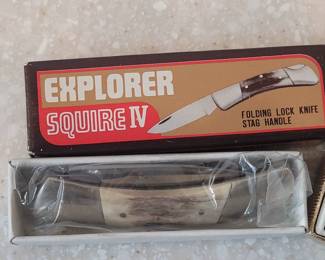 EXPLORER
SQUIRE IV
FOLDING LOCK KNIFE
STAG HANDLE